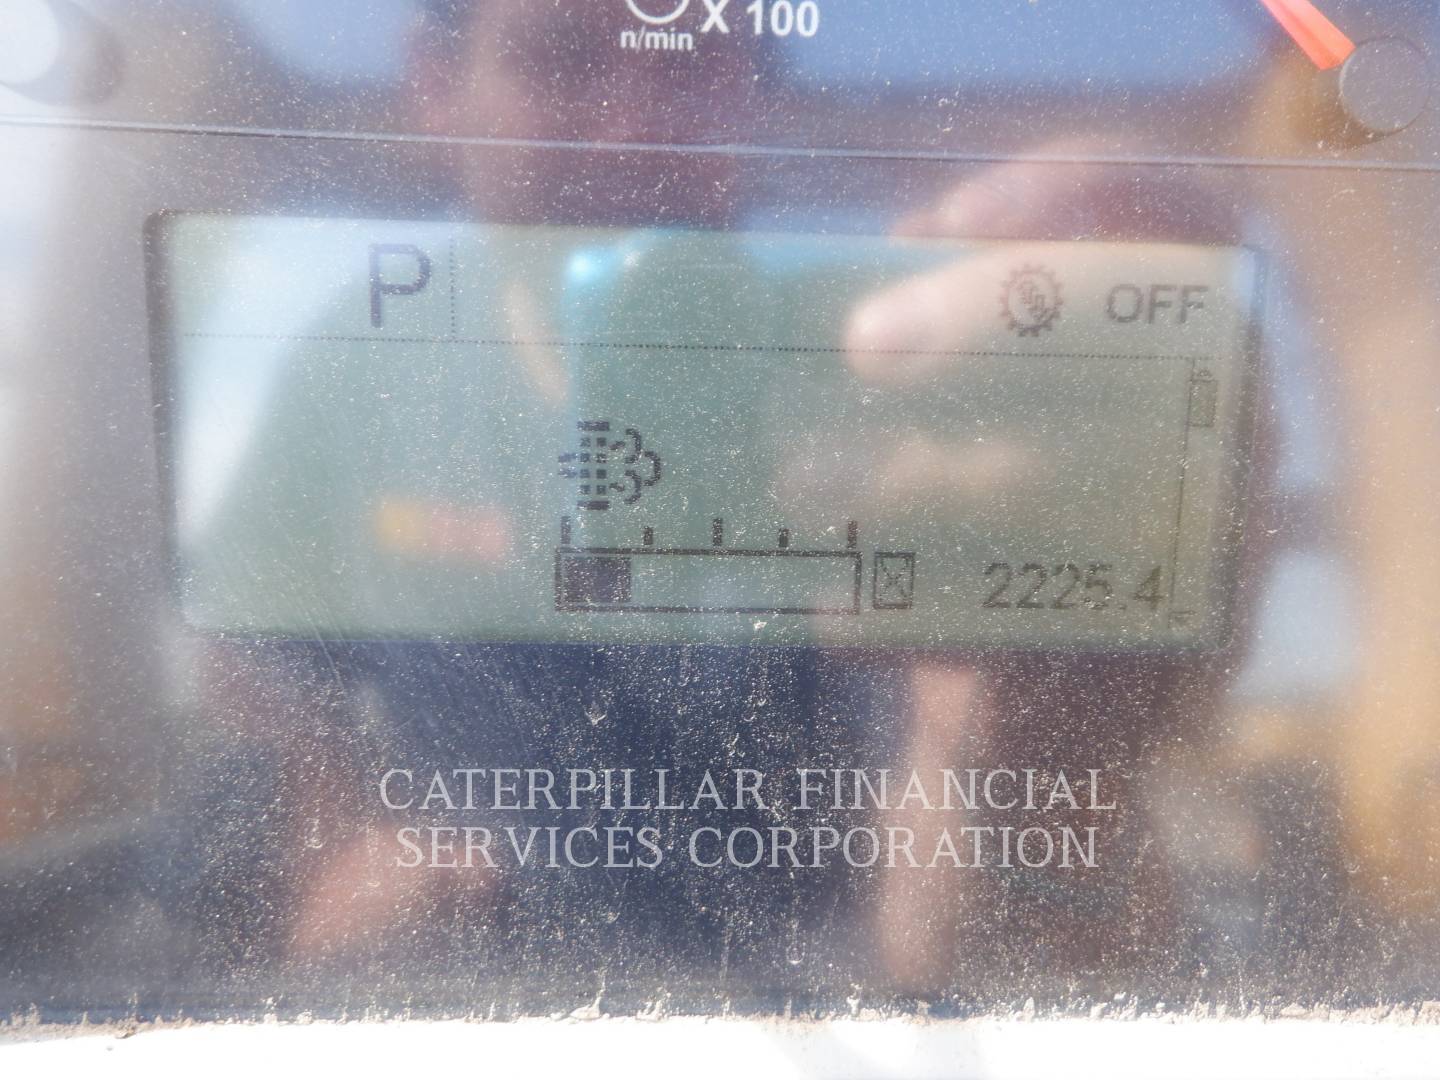 n/min X 100
P OFF
2225.4
CATERPILLAR FINANCIAL
SERVICES CORPORATION